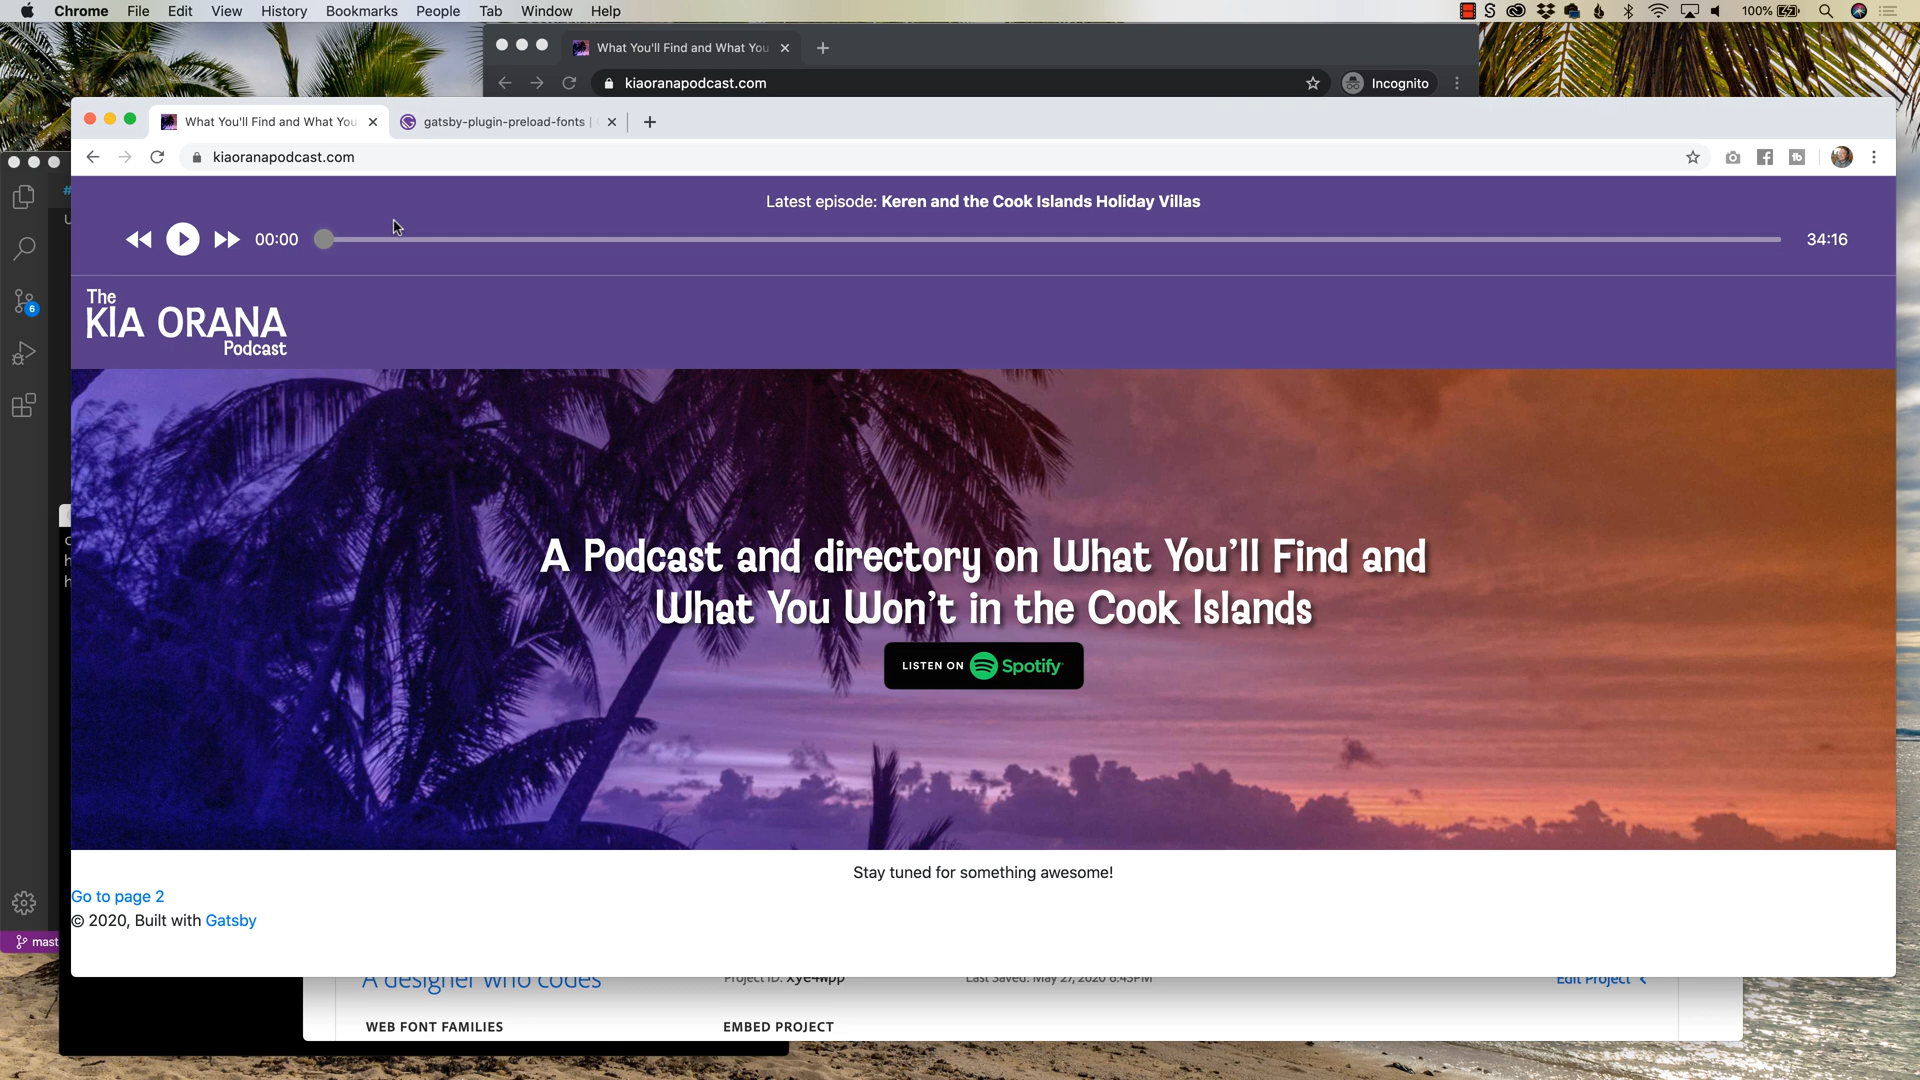 Chrome File Edit View History Bookmarks People Tab Window Help
100%
What You'll Find and What You
kiaoranapodcast.com
Incognito
What You'll Find and What You
gatsby-plugin-preload-fonts |
kiaoranapodcast.com
Latest episode: Keren and the Cook Islands Holiday Villas
00:00
34:16
6
The
KIA ORANA
Podcast
A Podcast and directory on What You'll Find and
What You Won't in the Cook Islands
LISTEN ON Spotify
Stay tuned for something awesome!
Go to page 2
© 2020, Built with Gatsby
mast
A designer who codes
Project ID: xye4wpp
Last Saved: May 27, 2020 6:43PM
Edit Project
WEB FONT FAMILIES
EMBED PROJECT